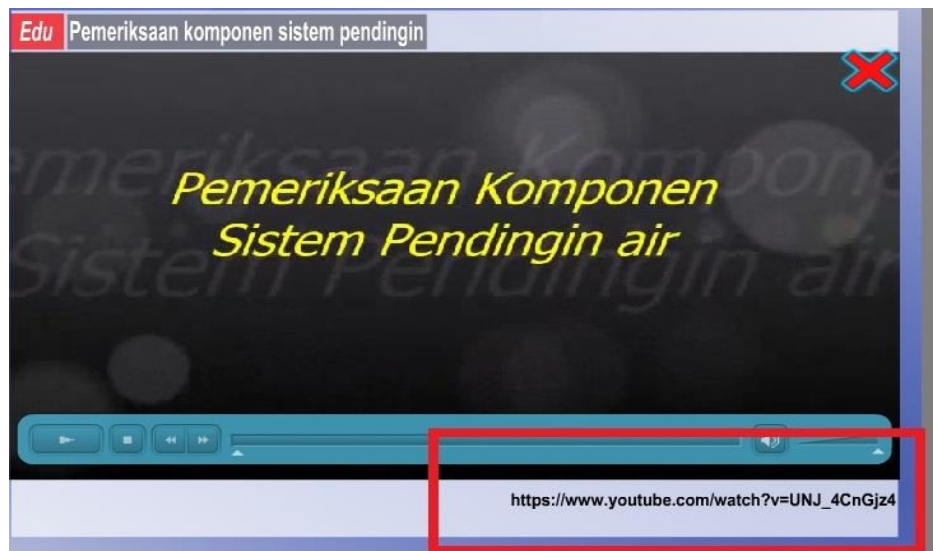 Edu Pemeriksaan komponen sistem pendingin
Pemeriksaan Komponen
Sistem Pendingin air
https://www.youtube.com/watch?v=UNJ_4CnGjz4